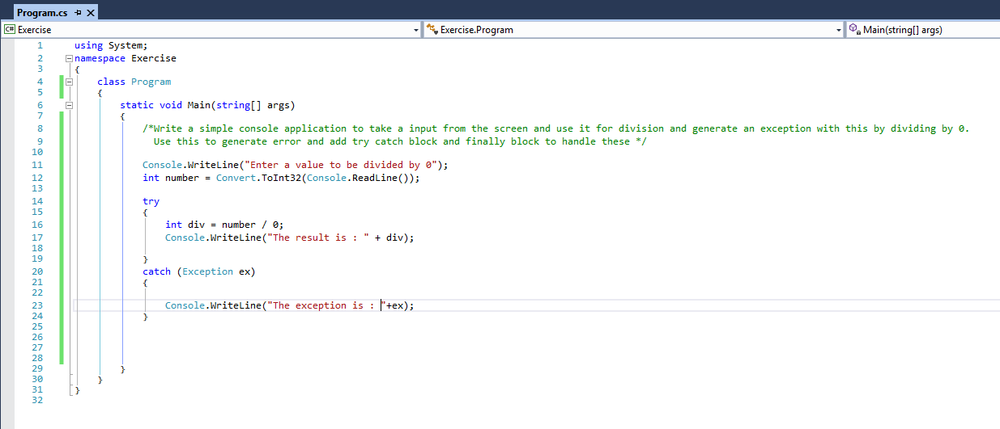 Program.cs
C# Exercise
Exercise.Program
Main(string[] args)
1 using System;
2 namespace Exercise
3 {
4 class Program
5 {
6 static void Main(string[] args)
7 {
8 /*Write a simple console application to take a input from the screen and use it for division and generate an exception with this by dividing by 0.
9 Use this to generate error and add try catch block and finally block to handle these */
10
11 Console.WriteLine("Enter a value to be divided by 0");
12 int number = Convert.ToInt32(Console.ReadLine());
13
14 try
15 {
16 int div = number / 0;
17 Console.WriteLine("The result is : " + div);
18
19 }
20 catch (Exception ex)
21 {
22
23 Console.WriteLine("The exception is : "+ex);
24 }
25
26
27
28
29 }
30 }
31 }
32